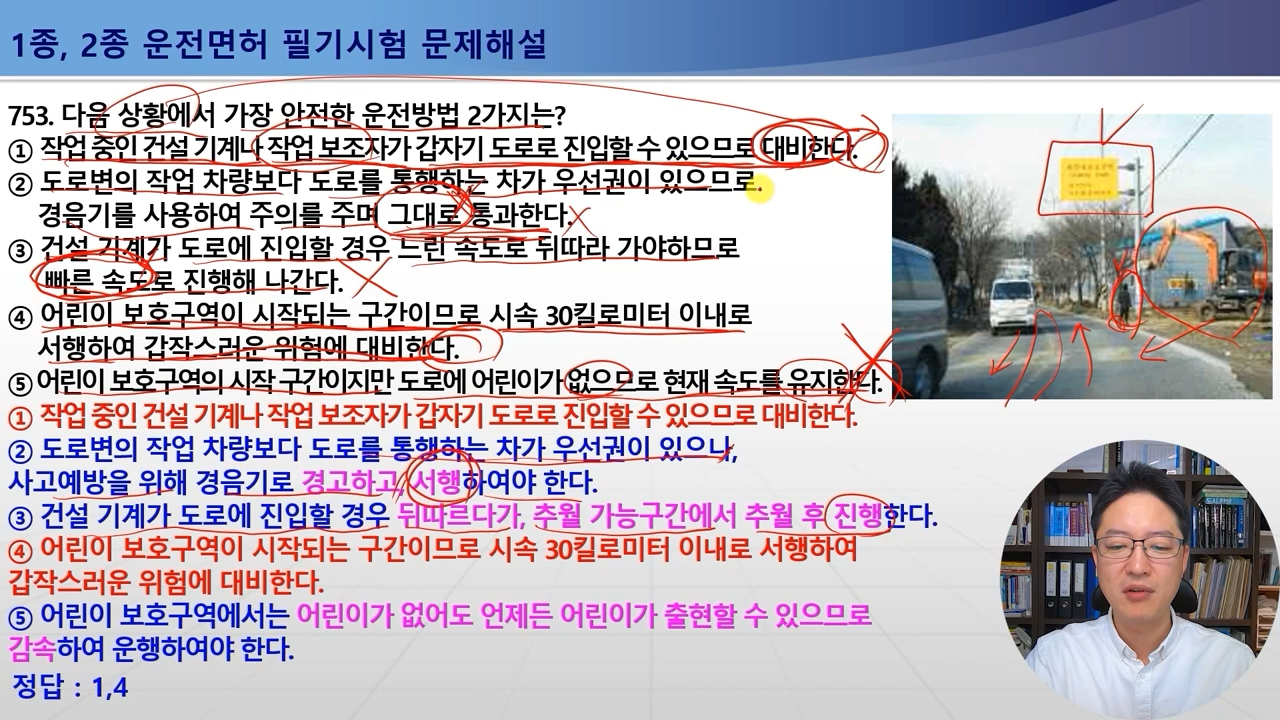 1종, 2종 운전면허 필기시험 문제해설
753. 다음 상황에서 가장 안전한 운전방법 2가지는?
① 작업 중인 건설 기계나 작업 보조자가 갑자기 도로로 진입할 수 있으므로 대비한다.
② 도로변의 작업 차량보다 도로를 통행하는 차가 우선권이 있으므로
경음기를 사용하여 주의를 주며 그대로 통과한다.
③ 건설 기계가 도로에 진입할 경우 느린 속도로 뒤따라 가야하므로
빠른 속도로 진행해 나간다.
④ 어린이 보호구역이 시작되는 구간이므로 시속 30킬로미터 이내로
서행하여 갑작스러운 위험에 대비한다.
⑤ 어린이 보호구역의 시작 구간이지만 도로에 어린이가 없으므로 현재 속도를 유지한다.
① 작업 중인 건설 기계나 작업 보조자가 갑자기 도로로 진입할 수 있으므로 대비한다.
② 도로변의 작업 차량보다 도로를 통행하는 차가 우선권이 있으나,
사고예방을 위해 경음기로 경고하고, 서행하여야 한다.
③ 건설 기계가 도로에 진입할 경우 뒤따르다가, 추월 가능구간에서 추월 후 진행한다.
④ 어린이 보호구역이 시작되는 구간이므로 시속 30킬로미터 이내로 서행하여
갑작스러운 위험에 대비한다.
⑤ 어린이 보호구역에서는 어린이가 없어도 언제든 어린이가 출현할 수 있으므로
감속하여 운행하여야 한다.
정답 : 1,4